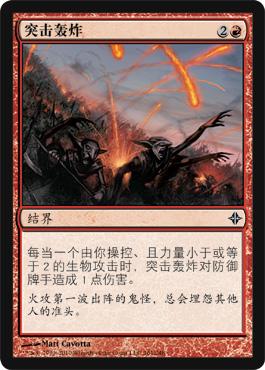 突击轰炸 2
结界
每当一个由你操控、且力量小于或等
于2的生物攻击时，突击轰炸对防御
牌手造成1点伤害。
火攻第一波出阵的鬼怪，总会埋怨其他
人的准头。
Matt Cavotta